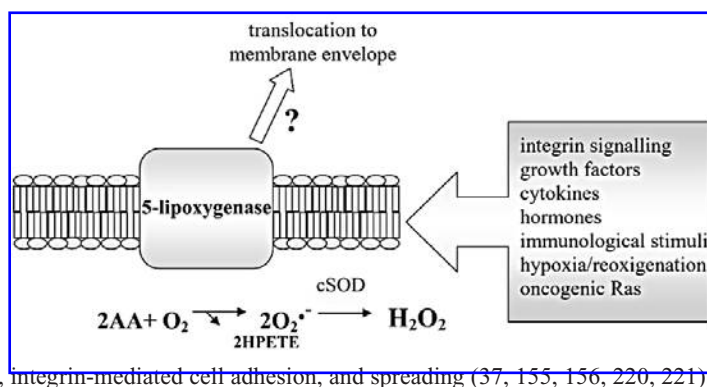 translocation to
membrane envelope
?
5-lipoxygenase
integrin signalling
growth factors
cytokines
hormones
immunological stimuli
hypoxia/reoxigenation
oncogenic Ras
cSOD
2AA+ O₂ 2O₂•⁻ H₂O₂
2HPETE
, integrin-mediated cell adhesion, and spreading (37, 155, 156, 220, 221)